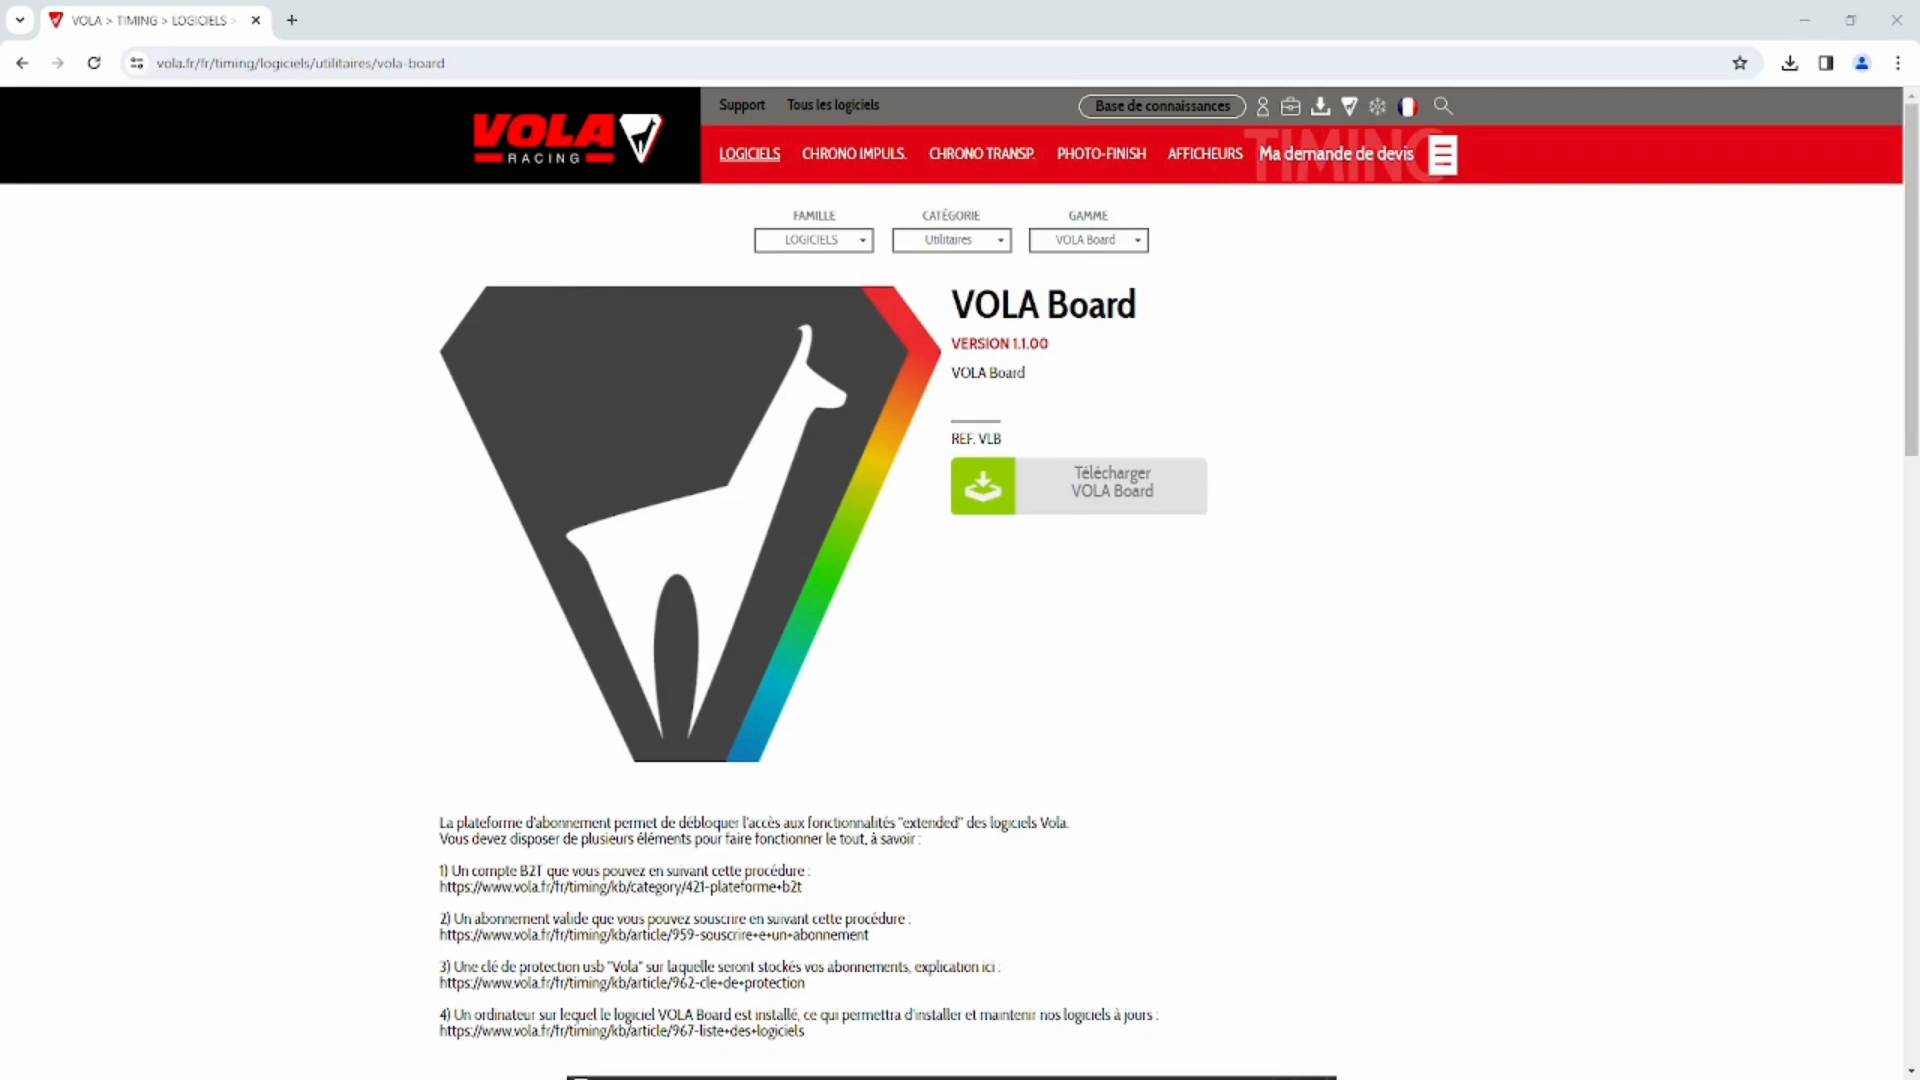 VOLA > TIMING > LOGICIELS >
vola.fr/fr/timing/logiciels/utilitaires/vola-board
VOLA
RACING
Support
Tous les logiciels
Base de connaissances
TIMING
LOGICIELS
CHRONO IMPULS.
CHRONO TRANSP.
PHOTO-FINISH
AFFICHEURS
Ma demande de devis
FAMILLE
CATÉGORIE
GAMME
LOGICIELS
Utilitaires
VOLA Board
VOLA Board
VERSION 1.1.00
VOLA Board
REF. VLB
Télécharger
VOLA Board
La plateforme d'abonnement permet de débloquer l'accès aux fonctionnalités "extended" des logiciels Vola.
Vous devez disposer de plusieurs éléments pour faire fonctionner le tout, à savoir :
1) Un compte B2T que vous pouvez en suivant cette procédure :
https://www.vola.fr/fr/timing/kb/category/421-plateforme+b2t
2) Un abonnement valide que vous pouvez souscrire en suivant cette procédure :
https://www.vola.fr/fr/timing/kb/article/959-souscrire+e+un+abonnement
3) Une clé de protection usb "Vola" sur laquelle seront stockés vos abonnements, explication ici :
https://www.vola.fr/fr/timing/kb/article/962-cle+de+protection
4) Un ordinateur sur lequel le logiciel VOLA Board est installé, ce qui permettra d'installer et maintenir nos logiciels à jours :
https://www.vola.fr/fr/timing/kb/article/967-liste+des+logiciels